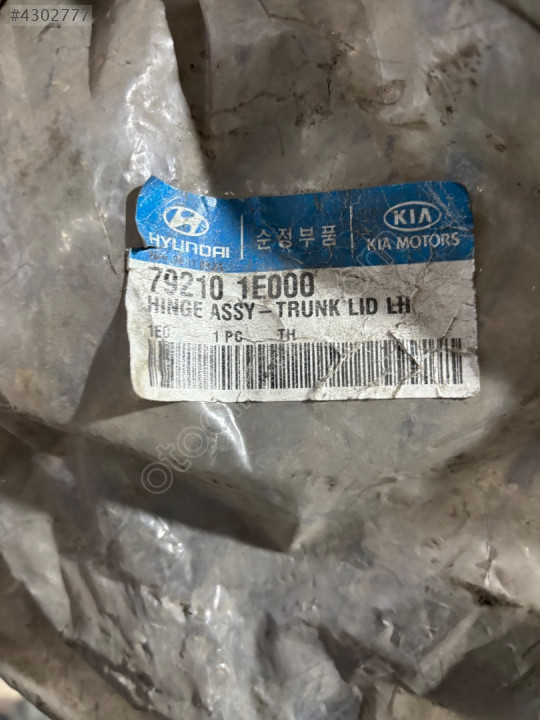 #4302777
HYUNDAI
순정부품
KIA
KIA MOTORS
79210 1E000
HINGE ASSY-TRUNK LID LH
1E0 1 PC TH